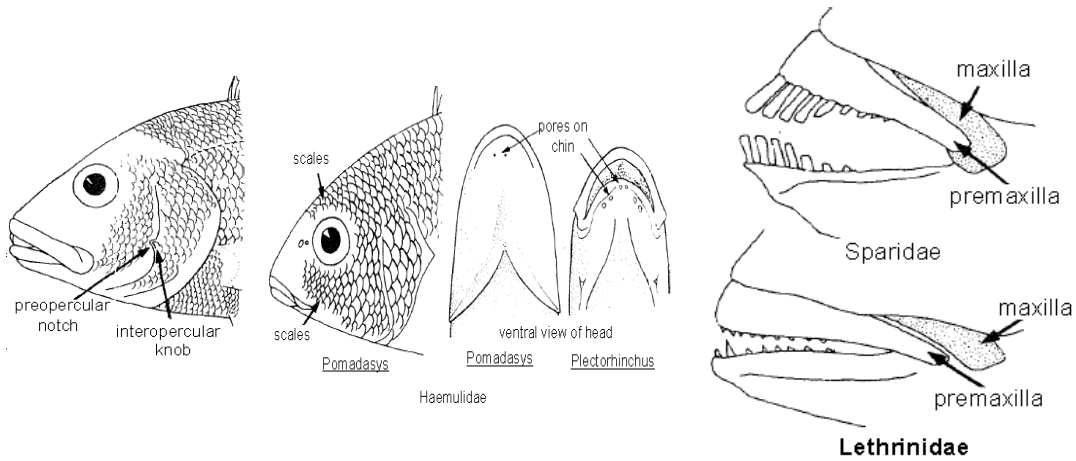 preopercular
notch
interopercular
knob
scales
scales
Pomadasys
pores on
chin
ventral view of head
Pomadasys
Plectorhinchus
Haemulidae
maxilla
premaxilla
Sparidae
maxilla
premaxilla
Lethrinidae